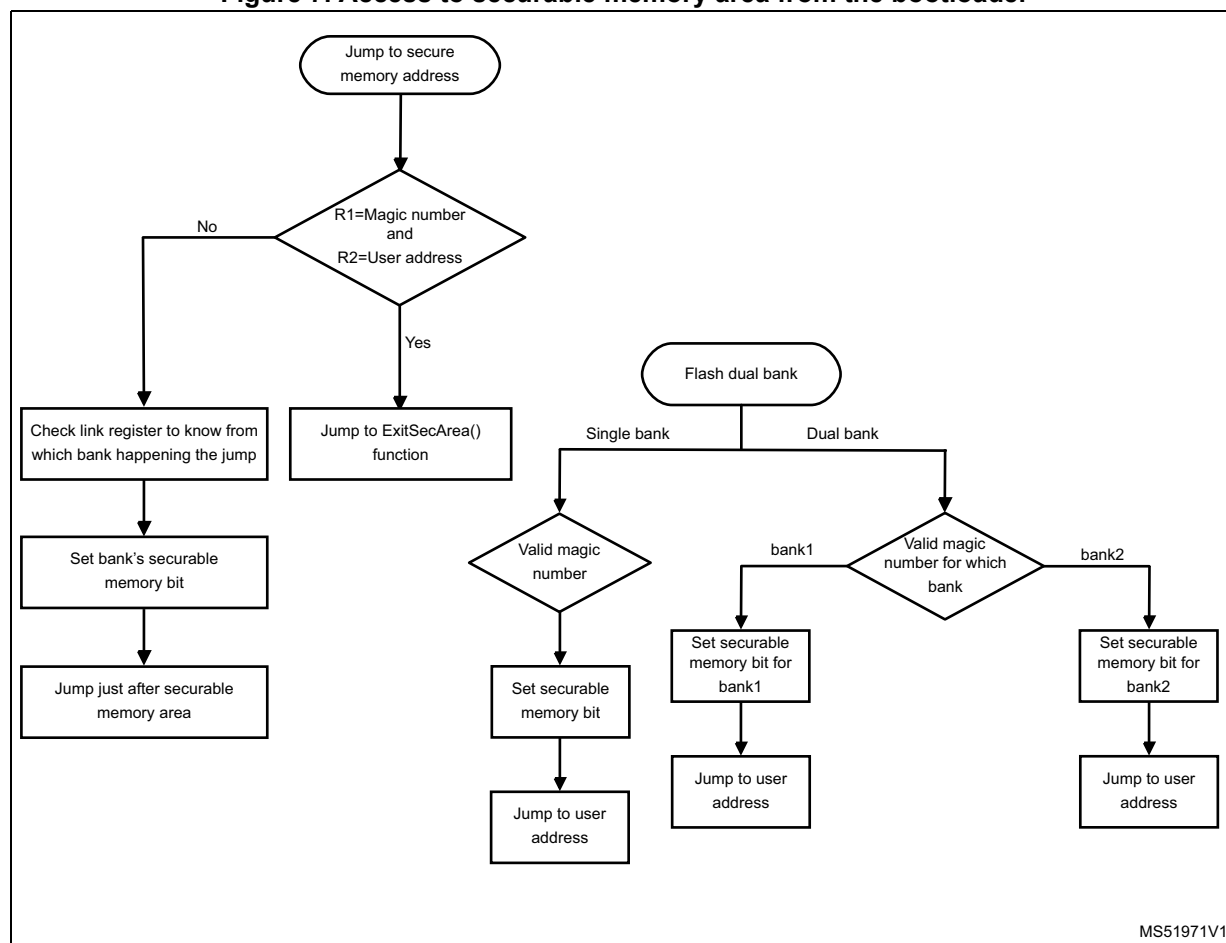 Figure 7. Access to securable memory area from the bootloader
Jump to secure
memory address
R1=Magic number
and
R2=User address
No
Yes
Check link register to know from
which bank happening the jump
Jump to ExitSecArea()
function
Set bank's securable
memory bit
Jump just after securable
memory area
Flash dual bank
Single bank
Dual bank
Valid magic
number
Valid magic
number for which
bank
bank1
bank2
Set securable
memory bit
Set securable
memory bit for
bank1
Set securable
memory bit for
bank2
Jump to user
address
Jump to user
address
Jump to user
address
MS51971V1